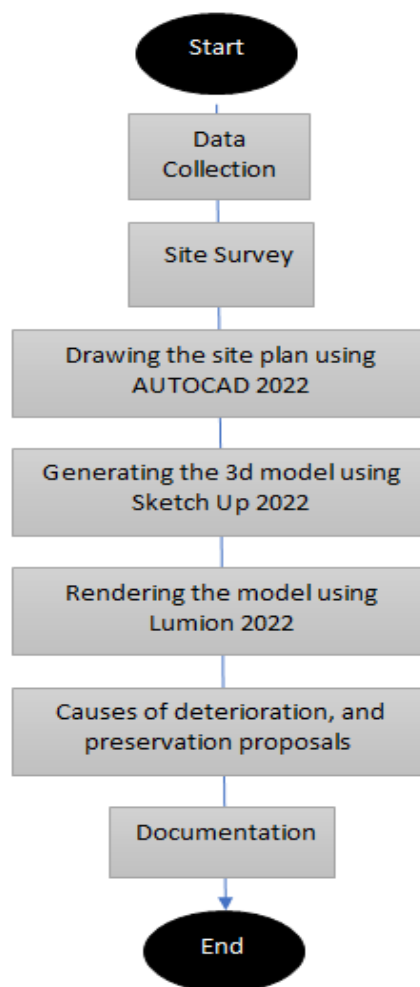 Start
Data
Collection
Site Survey
Drawing the site plan using
AUTOCAD 2022
Generating the 3d model using
Sketch Up 2022
Rendering the model using
Lumion 2022
Causes of deterioration, and
preservation proposals
Documentation
End